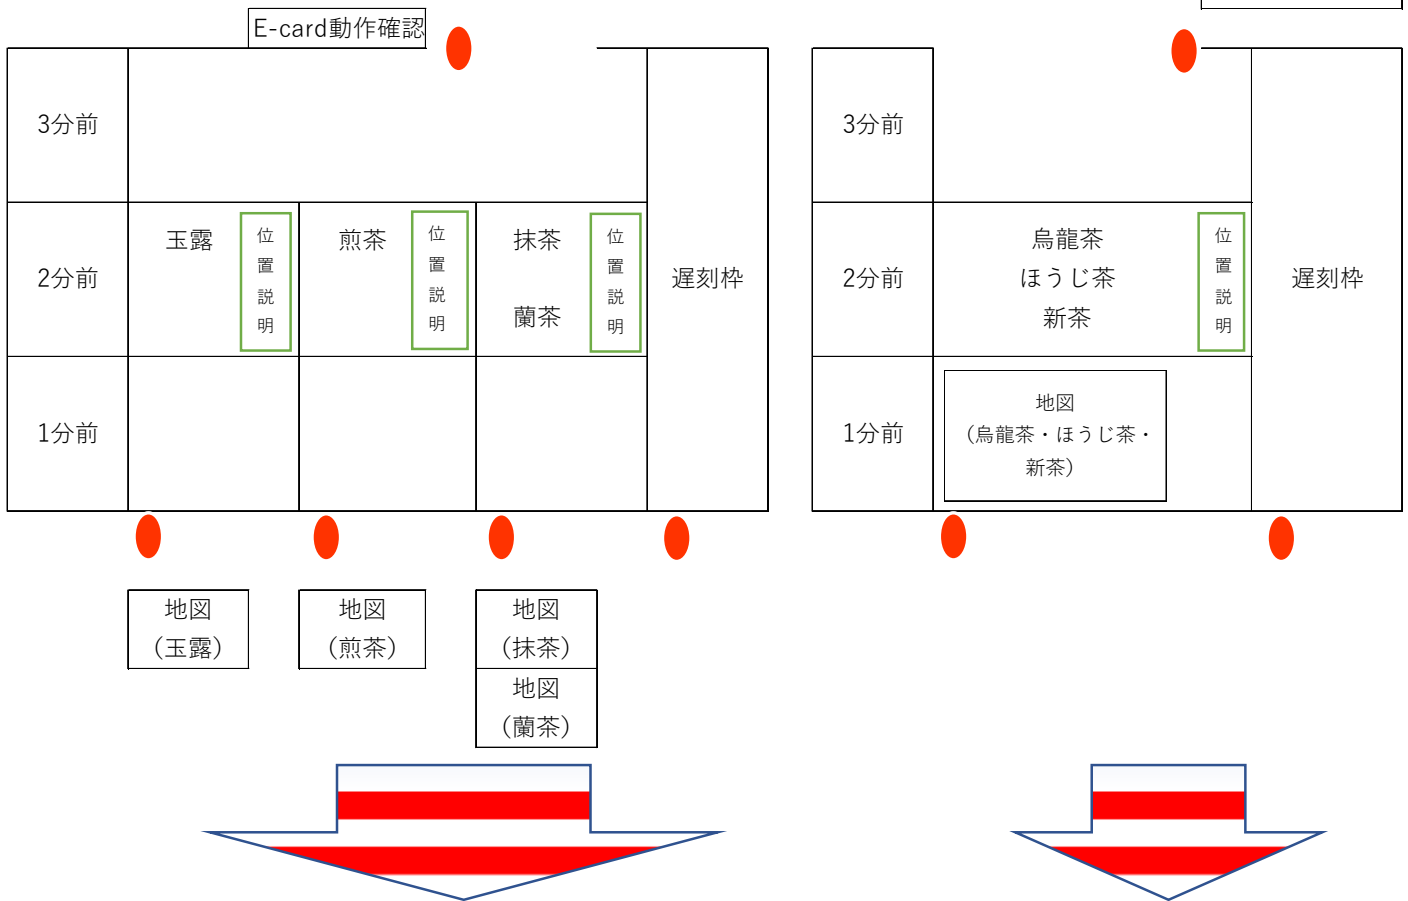 E-card動作確認
3分前
2分前
玉露
位置説明
煎茶
位置説明
抹茶
蘭茶
位置説明
遅刻枠
1分前
地図
（玉露）
地図
（煎茶）
地図
（抹茶）
地図
（蘭茶）
3分前
2分前
烏龍茶
ほうじ茶
新茶
位置説明
遅刻枠
1分前
地図
（烏龍茶・ほうじ茶・
新茶）